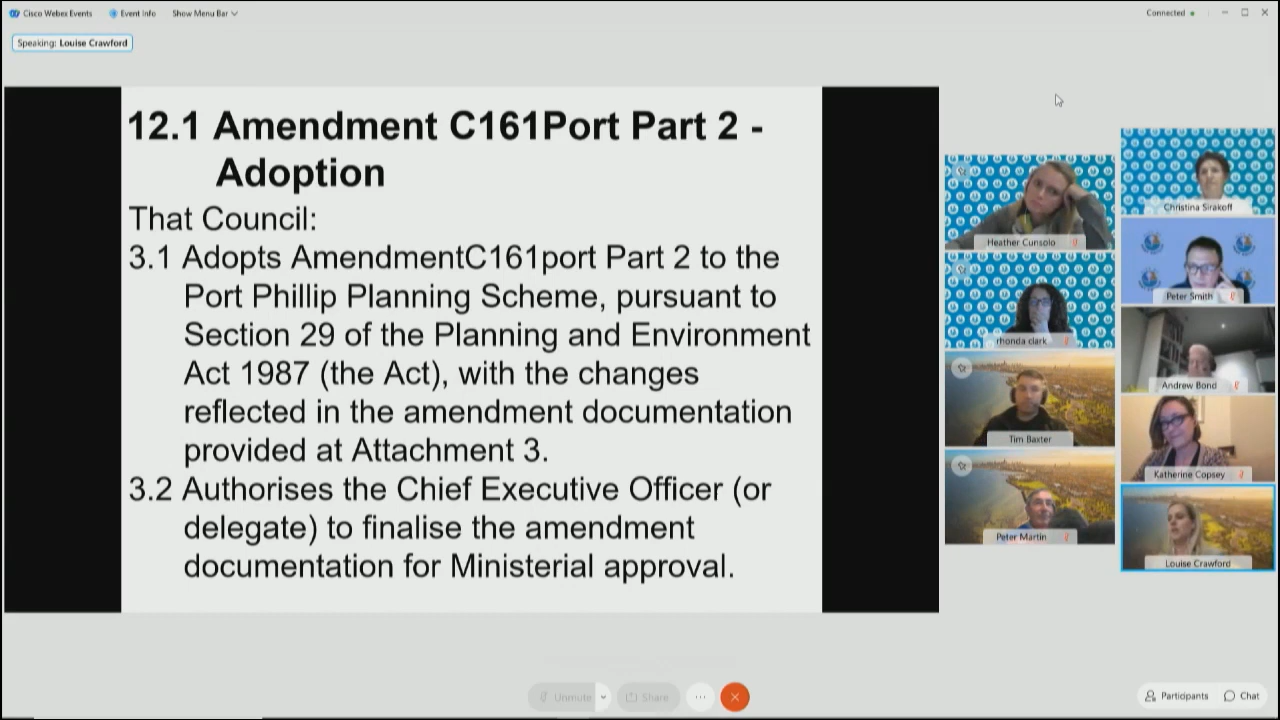 Cisco Webex Events
Event Info
Show Menu Bar
Connected
Speaking: Louise Crawford
12.1 Amendment C161Port Part 2 -
Adoption
That Council:
3.1 Adopts AmendmentC161port Part 2 to the
Port Phillip Planning Scheme, pursuant to
Section 29 of the Planning and Environment
Act 1987 (the Act), with the changes
reflected in the amendment documentation
provided at Attachment 3.
3.2 Authorises the Chief Executive Officer (or
delegate) to finalise the amendment
documentation for Ministerial approval.
Heather Cunsolo
rhonda clark
Tim Baxter
Peter Martin
Christina Sirakoff
Peter Smith
Andrew Bond
Katherine Copsey
Louise Crawford
Unmute
Share
Participants
Chat